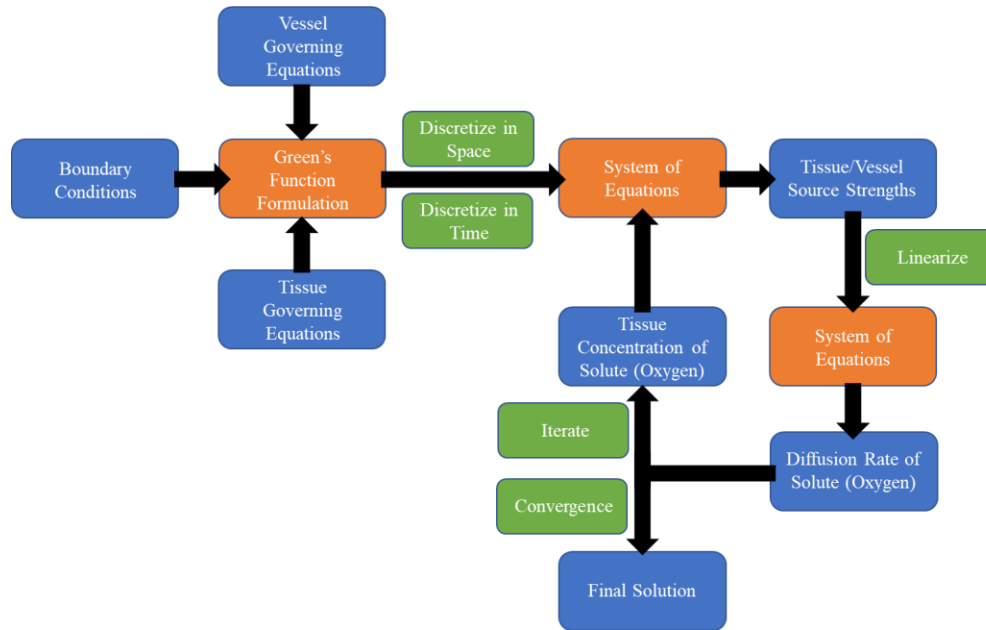 Vessel
Governing
Equations
Boundary
Conditions
Green's
Function
Formulation
Discretize in
Space
Discretize in
Time
System of
Equations
Tissue/Vessel
Source Strengths
Tissue
Governing
Equations
Linearize
Tissue
Concentration of
Solute (Oxygen)
System of
Equations
Iterate
Diffusion Rate of
Solute (Oxygen)
Convergence
Final Solution